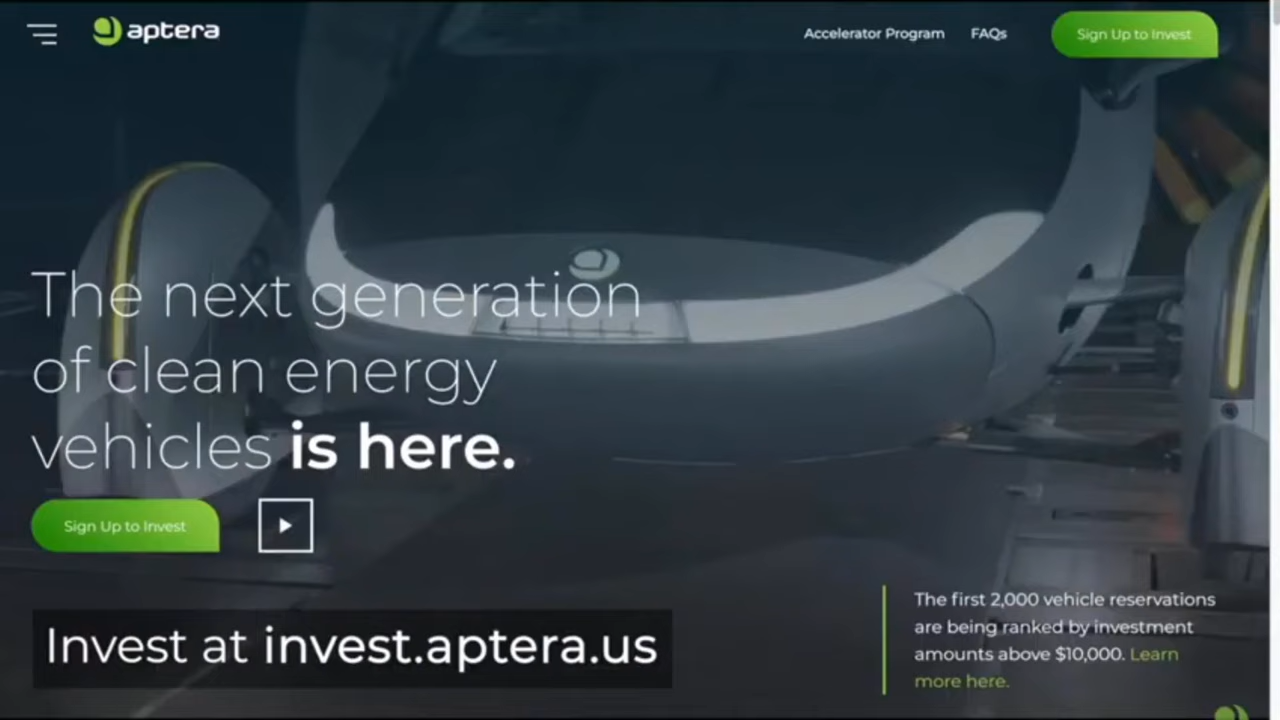 aptera
Accelerator Program
FAQs
Sign Up to Invest
The next generation
of clean energy
vehicles is here.
Sign Up to Invest
Invest at invest.aptera.us
The first 2,000 vehicle reservations
are being ranked by investment
amounts above $10,000. Learn
more here.